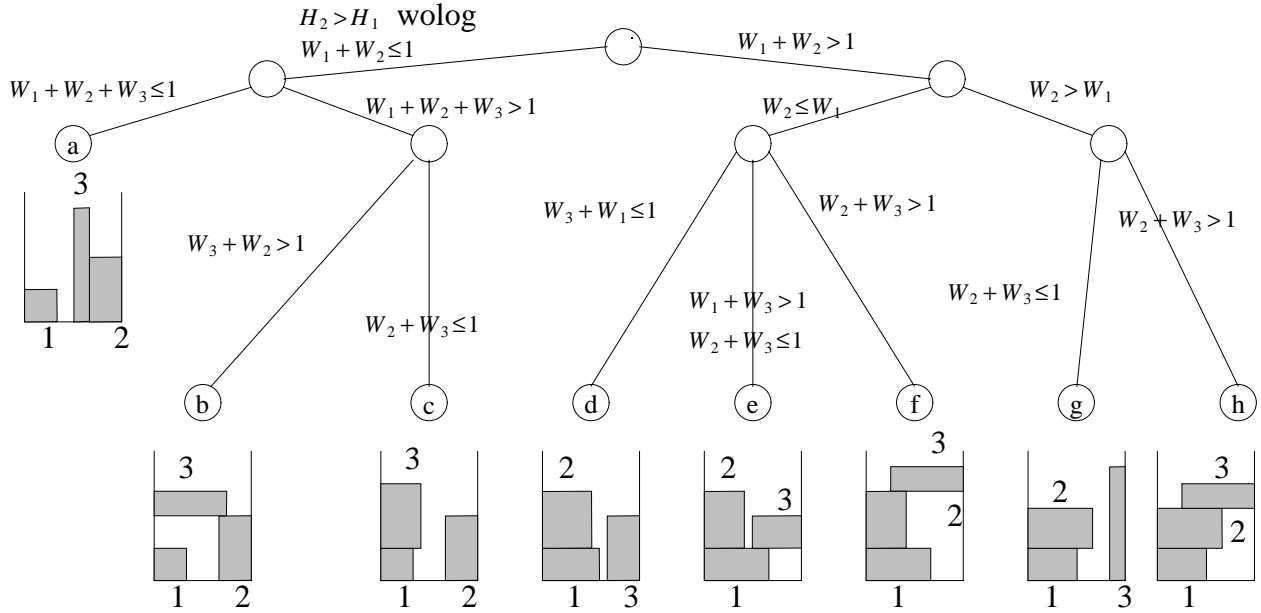 H₂ > H₁ wolog
W₁ + W₂ ≤ 1
W₁ + W₂ > 1
W₁ + W₂ + W₃ ≤ 1
W₁ + W₂ + W₃ > 1
W₂ ≤ W₁
W₂ > W₁
a
3
1 2
W₃ + W₂ > 1
W₂ + W₃ ≤ 1
W₃ + W₁ ≤ 1
W₁ + W₃ > 1
W₂ + W₃ ≤ 1
W₂ + W₃ > 1
W₂ + W₃ ≤ 1
W₂ + W₃ > 1
b c d e f g h
3
1 2
3
1 2
2
1 3
2
3
1
3
2
1
2
1 3
3
2
1